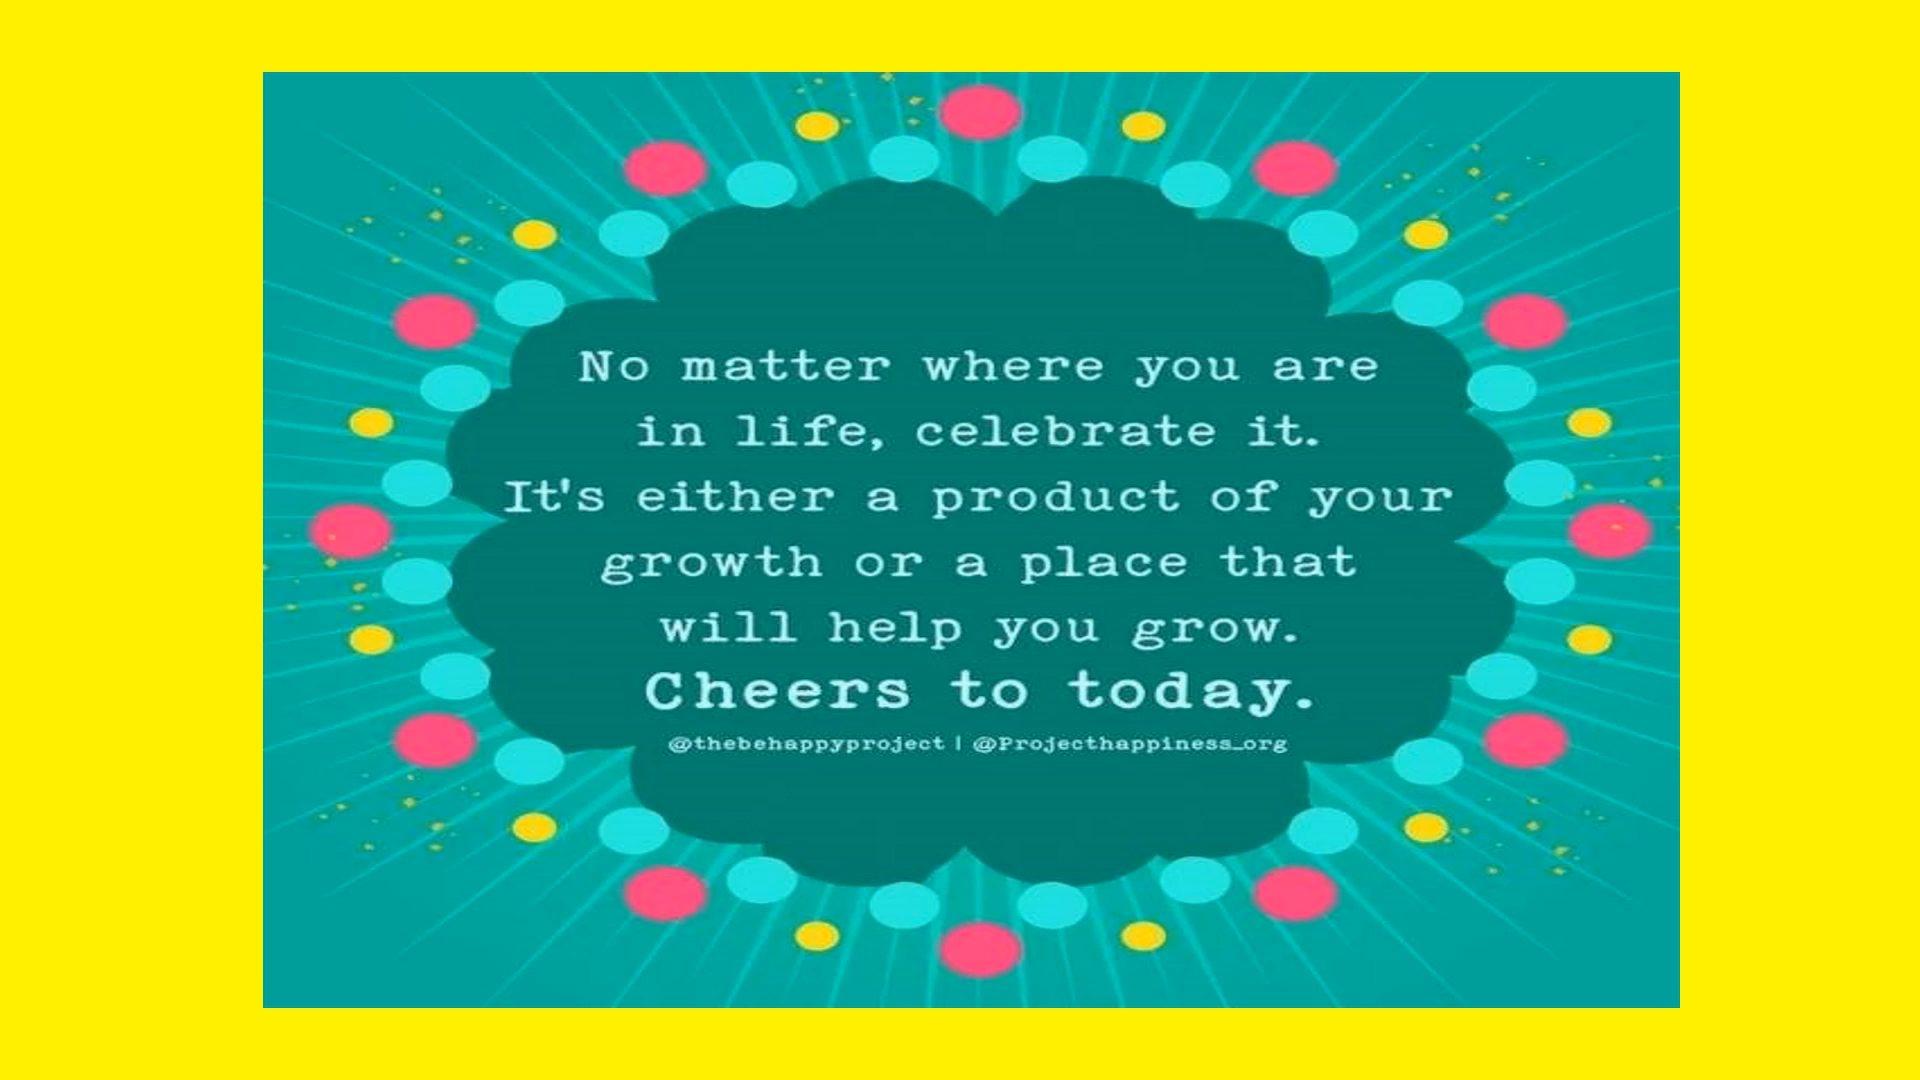 No matter where you are
in life, celebrate it.
It's either a product of your
growth or a place that
will help you grow.
Cheers to today.
@thebehappyproject | @Projecthappiness_org